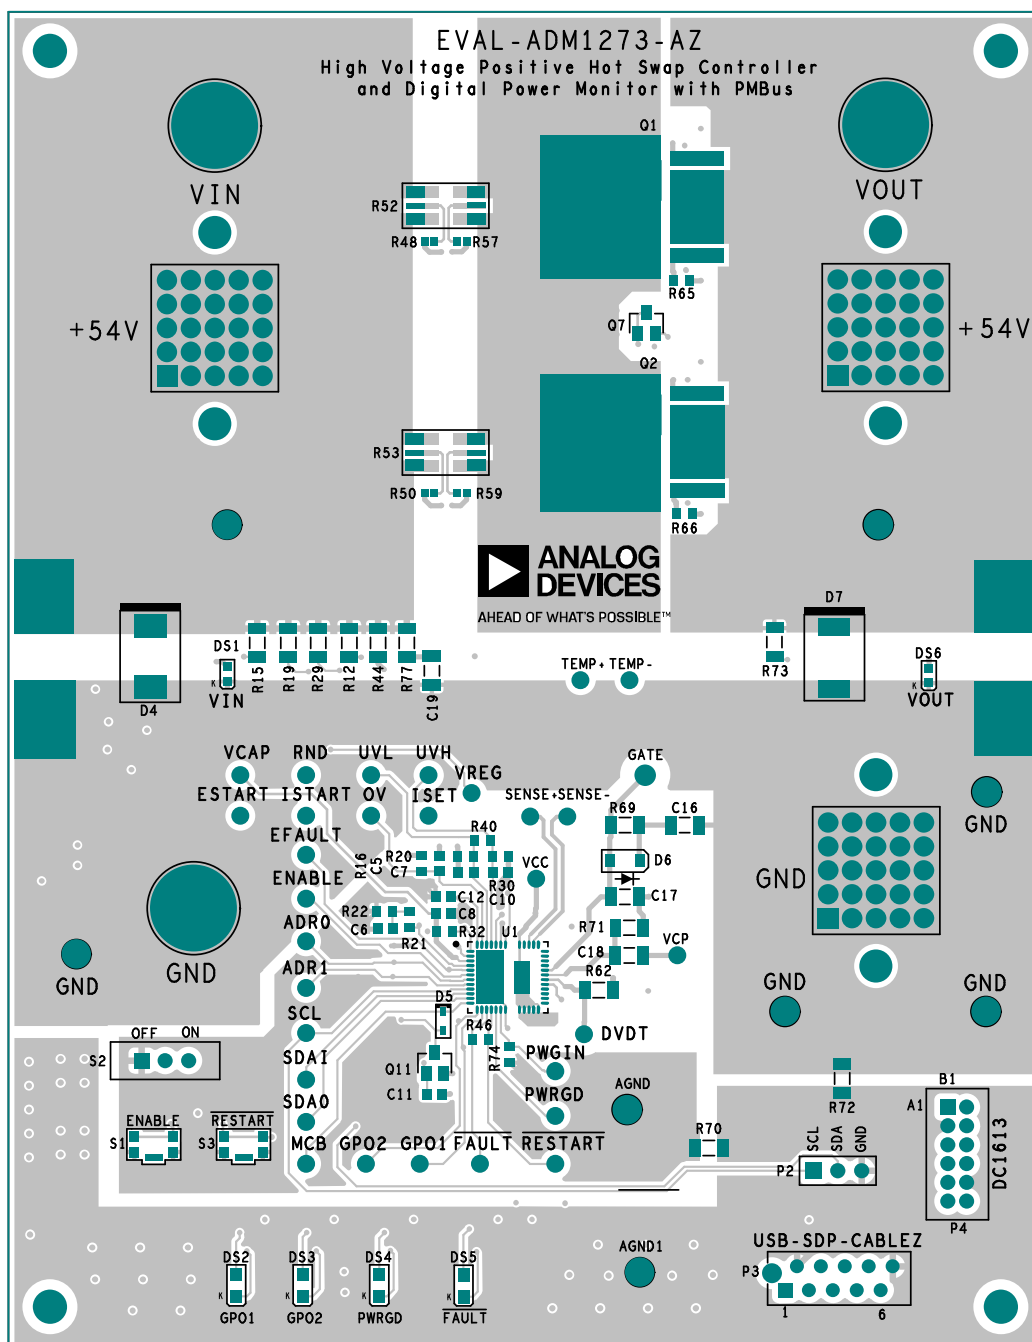 EVAL-ADM1273-AZ
High Voltage Positive Hot Swap Controller
and Digital Power Monitor with PMBus
Q1
VIN
VOUT
R52
R48
R57
R65
+54V
Q7
+54V
Q2
R53
R50
R59
R66
ANALOG
DEVICES
AHEAD OF WHAT'S POSSIBLE™
D7
DS1
TEMP+ TEMP-
DS6
R15
R19
R29
R12
R44
R77
C19
R73
K
VIN
K
VOUT
D4
VCAP
RND
UVL
UVH
GATE
VREG
ESTART
ISTART
OV
ISET
SENSE+
SENSE-
R69
C16
GND
EFAULT
R40
R16
C5
R20
C7
VCC
D6
ENABLE
R30
C10
GND
C12
C17
R22
C8
ADR0
C6
R21
R32
U1
R71
C18
VCP
GND
GND
ADR1
R62
GND
GND
SCL
D5
OFF
ON
R46
DVDT
S2
SDAI
R74
PWGIN
Q11
B1
SDAO
C11
PWRGD
AGND
R72
A1
ENABLE
RESTART
S1
S3
MCB
GPO2
GPO1
FAULT
RESTART
R70
SCL
SDA
GND
P2
DC1613
P4
USB-SDP-CABLEZ
DS2
DS3
DS4
DS5
AGND1
P3
K
K
K
K
GPO1
GPO2
PWRGD
FAULT
1
6